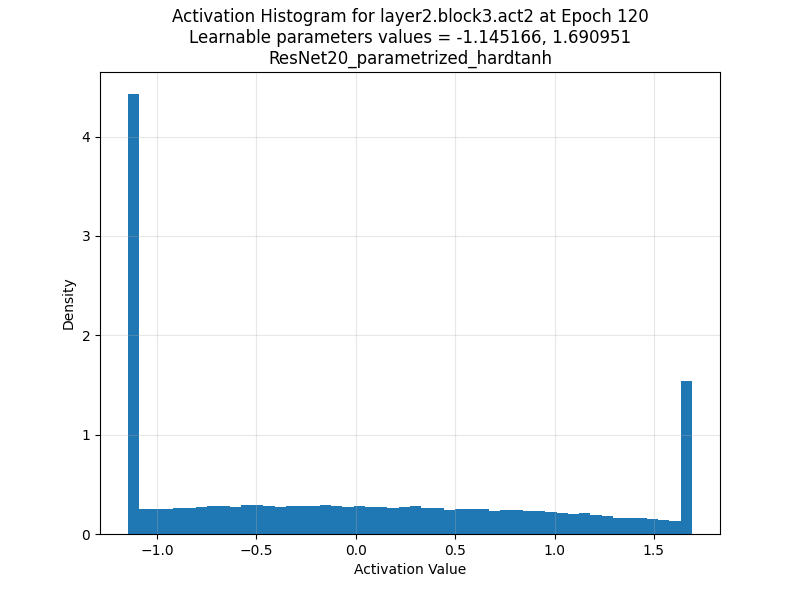 Activation Histogram for layer2.block3.act2 at Epoch 120
Learnable parameters values = -1.145166, 1.690951
ResNet20_parametrized_hardtanh
4
3
2
1
0
Density
−1.0 −0.5 0.0 0.5 1.0 1.5
Activation Value